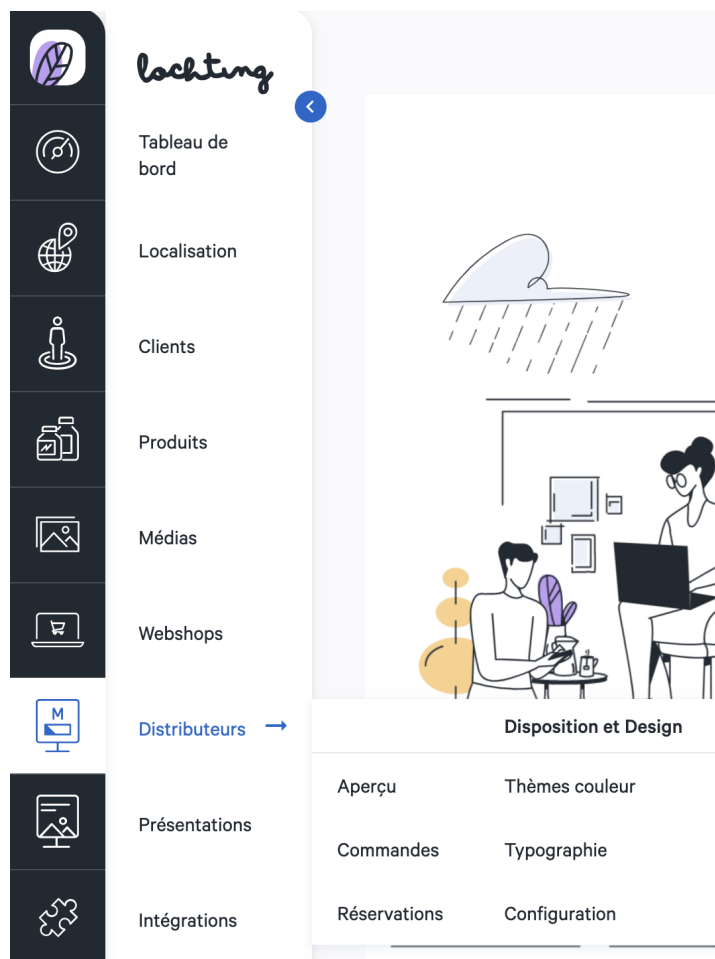 lochting
Tableau de
bord
Localisation
Clients
Produits
Médias
Webshops
M
Distributeurs →
Disposition et Design
Aperçu
Thèmes couleur
Présentations
Commandes
Typographie
Réservations
Configuration
Intégrations